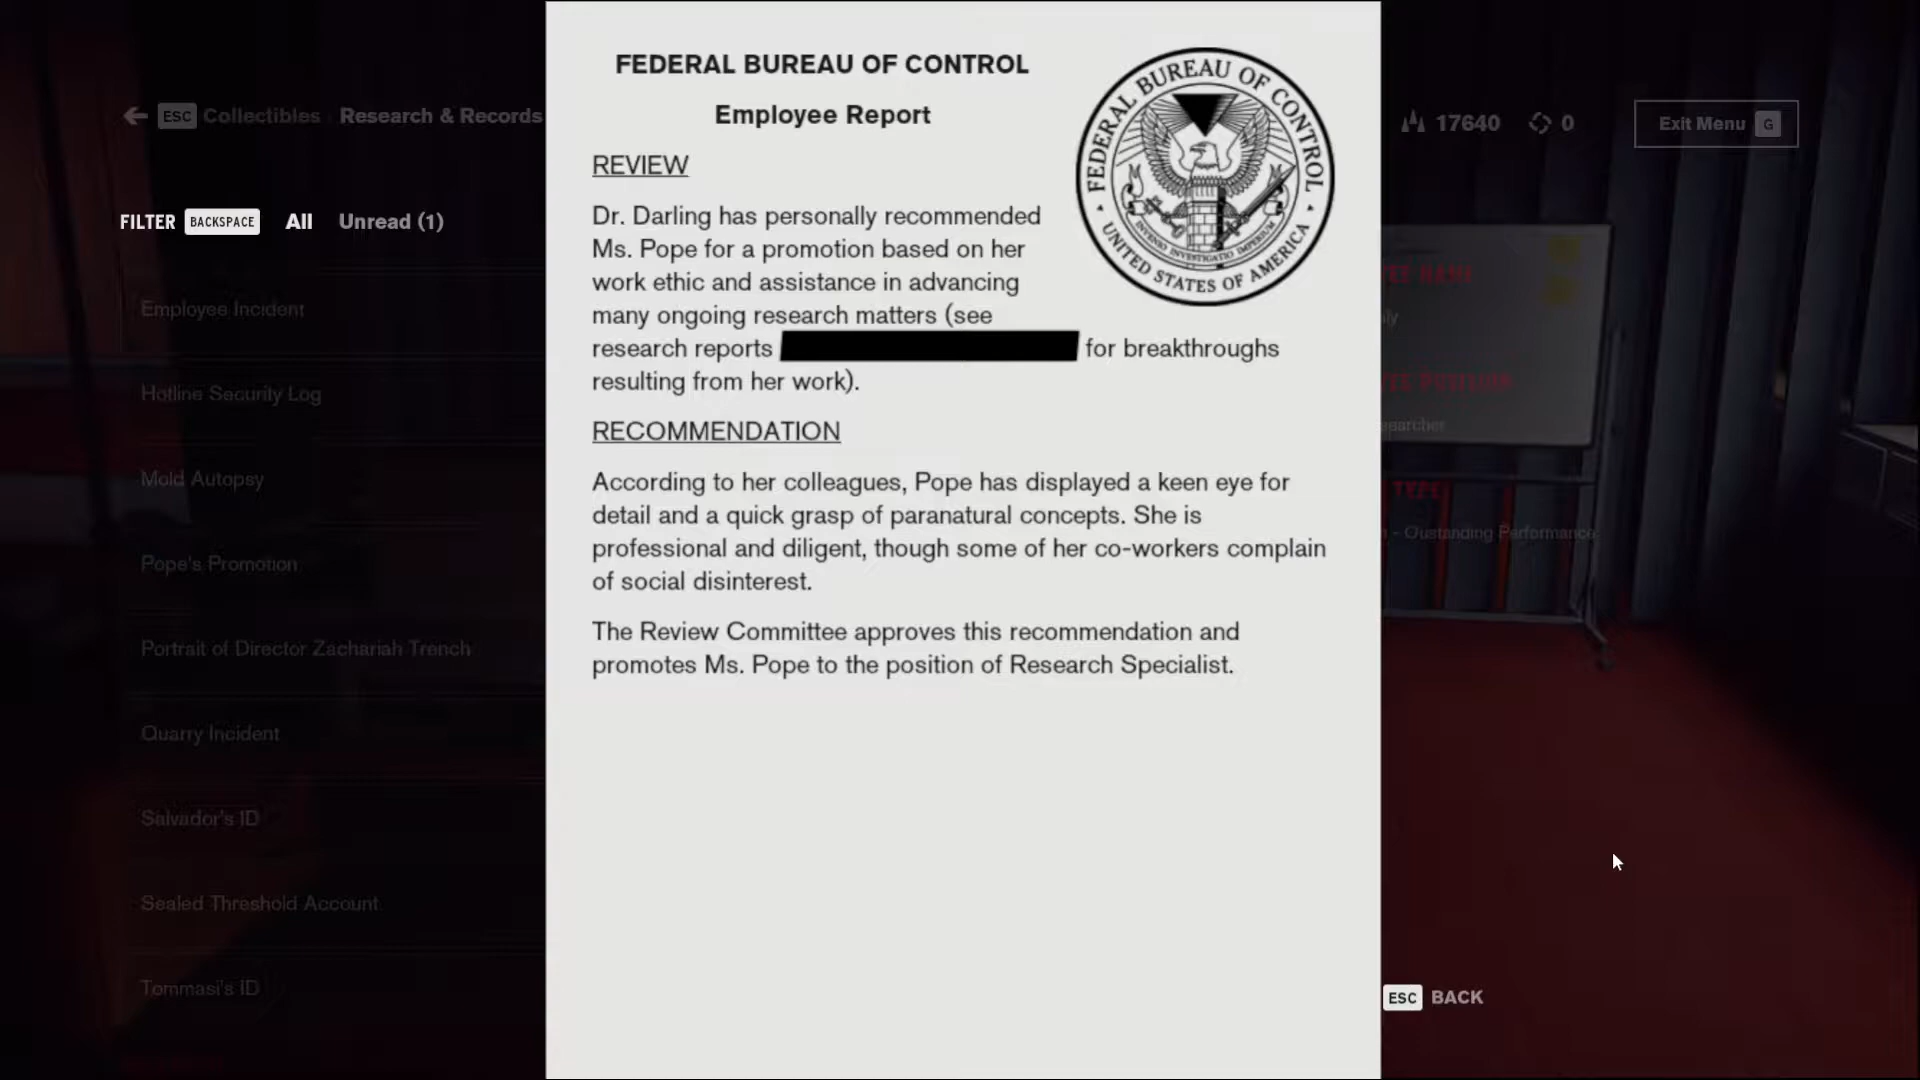 FEDERAL BUREAU OF CONTROL
Employee Report
FEDERAL BUREAU OF CONTROL
UNITED STATES OF AMERICA
INVENIO INVESTIGATIO IMPERIUM
ESC Collectibles Research & Records
17640 0
Exit Menu G
FILTER BACKSPACE All Unread (1)
Employee Incident
Hotline Security Log
Mold Autopsy
Pope's Promotion
Portrait of Director Zachariah Trench
Quarry Incident
Salvador's ID
Sealed Threshold Account
Tommasi's ID
REVIEW
Dr. Darling has personally recommended
Ms. Pope for a promotion based on her
work ethic and assistance in advancing
many ongoing research matters (see
research reports for breakthroughs
resulting from her work).
RECOMMENDATION
According to her colleagues, Pope has displayed a keen eye for
detail and a quick grasp of paranatural concepts. She is
professional and diligent, though some of her co-workers complain
of social disinterest.
The Review Committee approves this recommendation and
promotes Ms. Pope to the position of Research Specialist.
- Oustanding Performance
ESC BACK